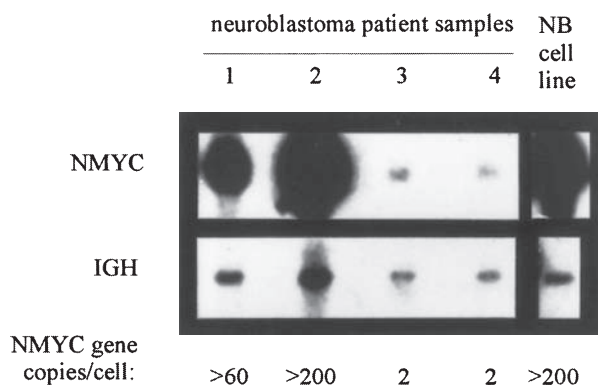 neuroblastoma patient samples
NB
cell
line
1 2 3 4
NMYC
IGH
NMYC gene
copies/cell: >60 >200 2 2 >200